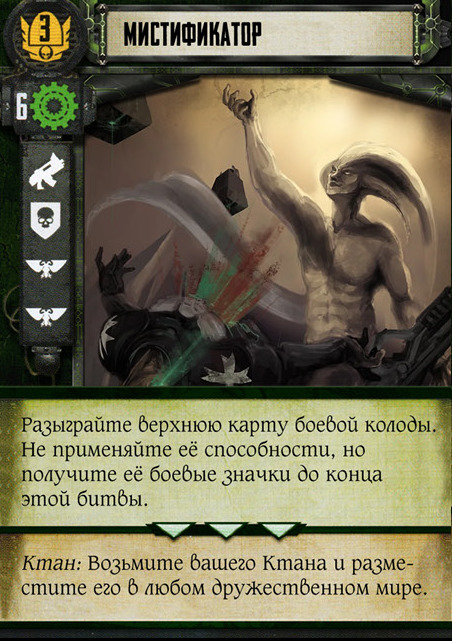 3
МИСТИФИКАТОР
6
Разыграйте верхнюю карту боевой колоды.
Не применяйте её способности, но
получите её боевые значки до конца
этой битвы.
Ктан: Возьмите вашего Ктана и разме-
стите его в любом дружественном мире.